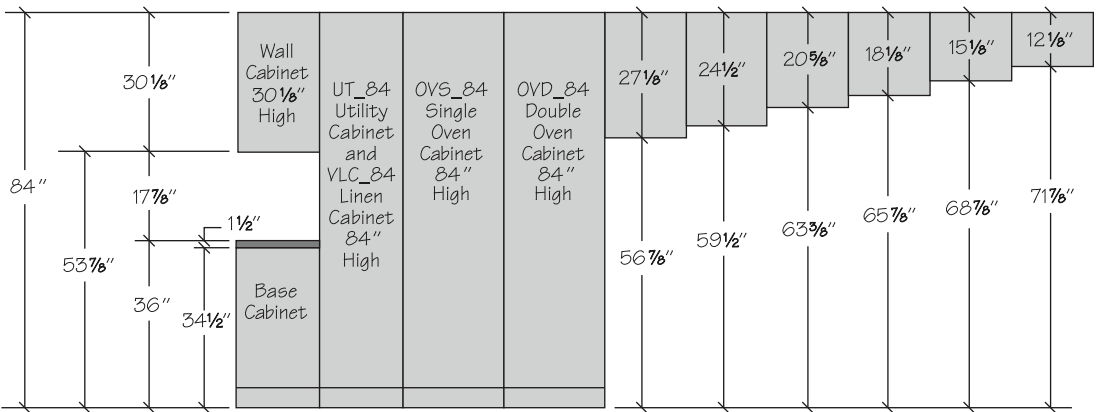 84"
30⅛"
53⅞"
17⅞"
36"
1½"
34½"
Wall
Cabinet
30⅛"
High
Base
Cabinet
UT_84
Utility
Cabinet
and
VLC_84
Linen
Cabinet
84"
High
OVS_84
Single
Oven
Cabinet
84"
High
OVD_84
Double
Oven
Cabinet
84"
High
27⅛"
24½"
20⅝"
18⅛"
15⅛"
12⅛"
56⅞"
59½"
63⅜"
65⅞"
68⅞"
71⅞"